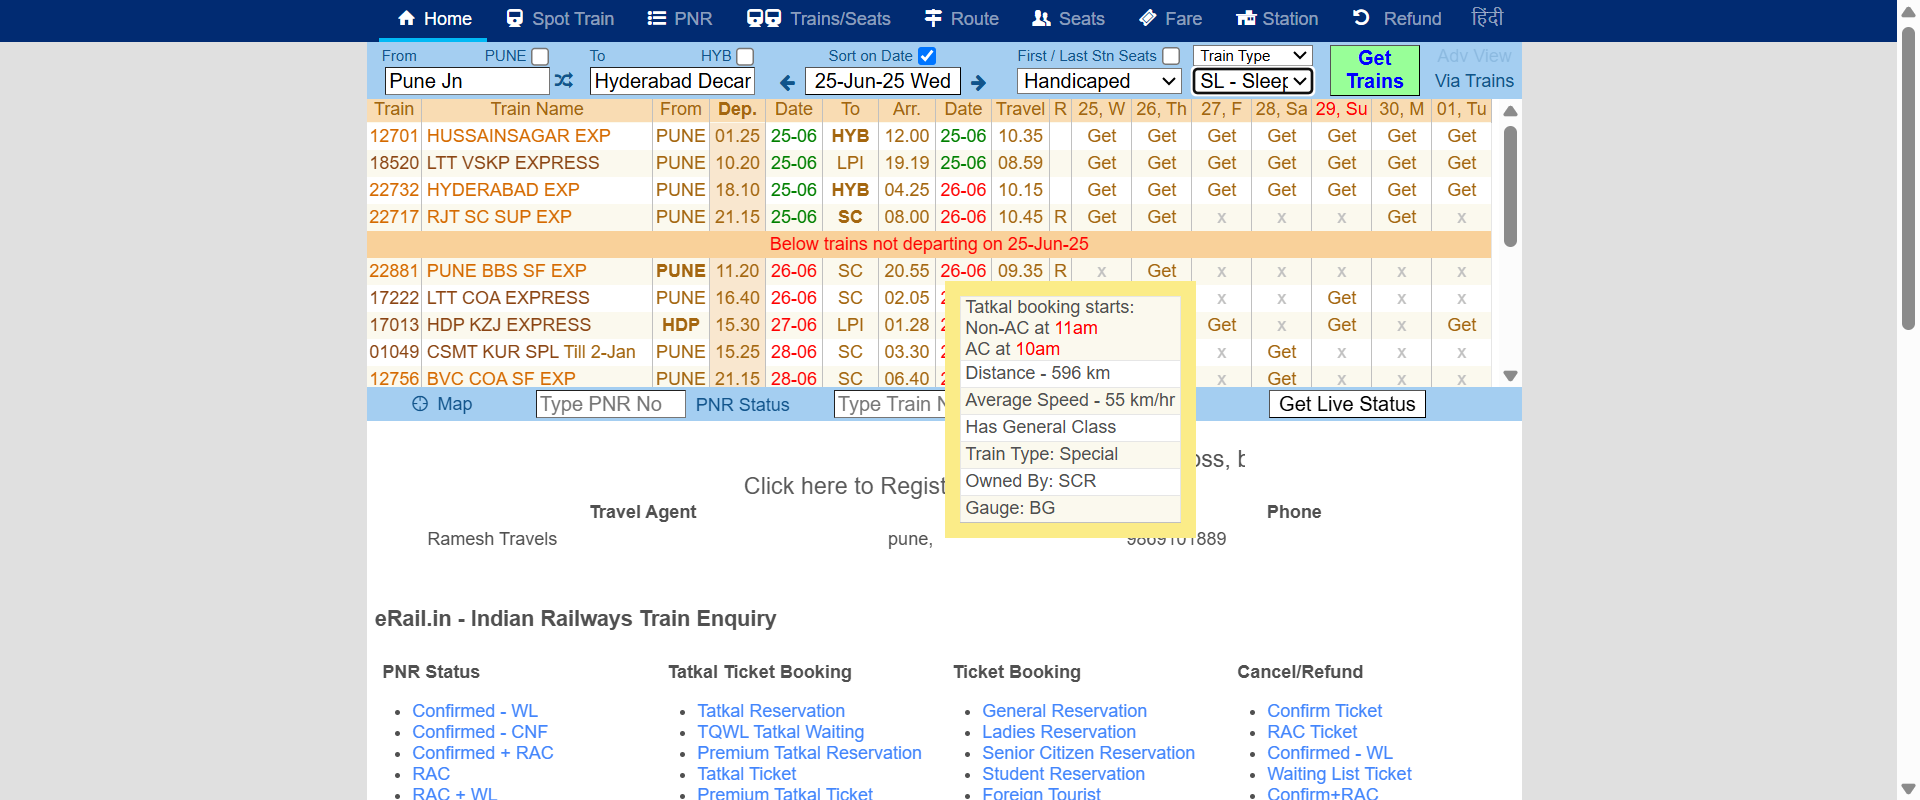 Home Spot Train PNR Trains/Seats Route Seats Fare Station Refund हिंदी
From PUNE To HYB Sort on Date First / Last Stn Seats Train Type Get Trains Adv View
Pune Jn Hyderabad Decar 25-Jun-25 Wed Handicaped SL - Sleep Via Trains
Train Train Name From Dep. Date To Arr. Date Travel R 25, W 26, Th 27, F 28, Sa 29, Su 30, M 01, Tu
12701 HUSSAINSAGAR EXP PUNE 01.25 25-06 HYB 12.00 25-06 10.35 Get Get Get Get Get Get Get
18520 LTT VSKP EXPRESS PUNE 10.20 25-06 LPI 19.19 25-06 08.59 Get Get Get Get Get Get Get
22732 HYDERABAD EXP PUNE 18.10 25-06 HYB 04.25 26-06 10.15 Get Get Get Get Get Get Get
22717 RJT SC SUP EXP PUNE 21.15 25-06 SC 08.00 26-06 10.45 R Get Get x x x Get x
Below trains not departing on 25-Jun-25
22881 PUNE BBS SF EXP PUNE 11.20 26-06 SC 20.55 26-06 09.35 R x Get x x x x x
17222 LTT COA EXPRESS PUNE 16.40 26-06 SC 02.05 2 x x Get x x
17013 HDP KZJ EXPRESS HDP 15.30 27-06 LPI 01.28 2 Get x Get x Get
01049 CSMT KUR SPL Till 2-Jan PUNE 15.25 28-06 SC 03.30 2 x Get x x x
12756 BVC COA SF EXP PUNE 21.15 28-06 SC 06.40 2 x Get x x x
Tatkal booking starts:
Non-AC at 11am
AC at 10am
Distance - 596 km
Average Speed - 55 km/hr
Has General Class
Train Type: Special
Owned By: SCR
Gauge: BG
Map Type PNR No PNR Status Type Train N Get Live Status
oss, b
Click here to Regist
Travel Agent Phone
Ramesh Travels pune, 9869101889
eRail.in - Indian Railways Train Enquiry
PNR Status Tatkal Ticket Booking Ticket Booking Cancel/Refund
Confirmed - WL Tatkal Reservation General Reservation Confirm Ticket
Confirmed - CNF TQWL Tatkal Waiting Ladies Reservation RAC Ticket
Confirmed + RAC Premium Tatkal Reservation Senior Citizen Reservation Confirmed - WL
RAC Tatkal Ticket Student Reservation Waiting List Ticket
RAC + WL Premium Tatkal Ticket Foreign Tourist Confirm+RAC